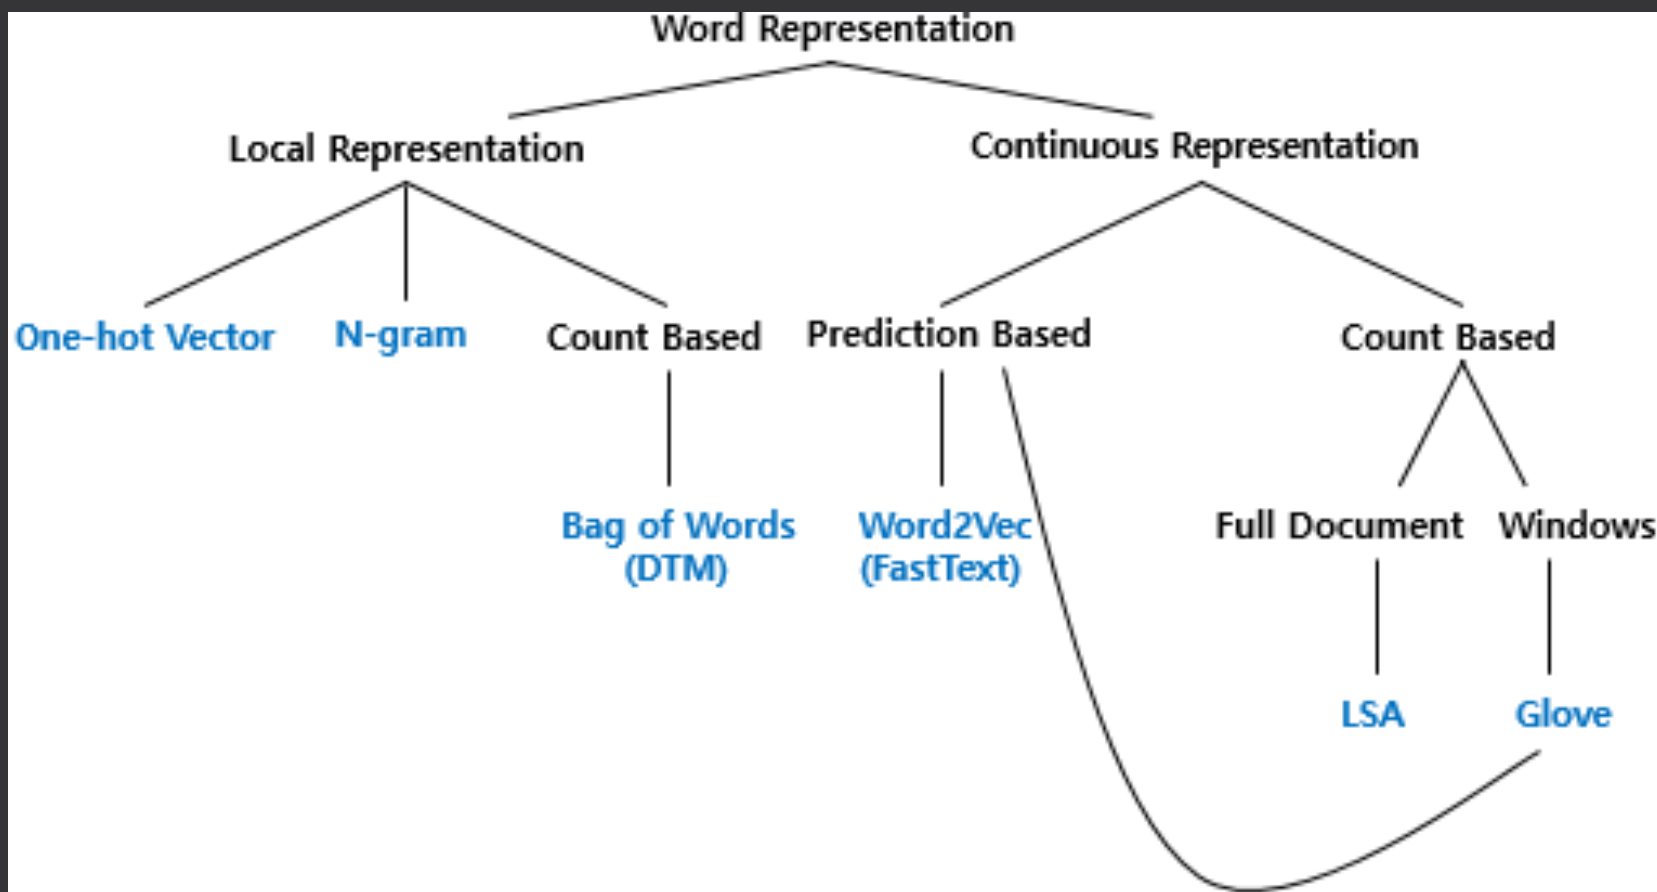 Word Representation
Local Representation
Continuous Representation
One-hot Vector
N-gram
Count Based
Prediction Based
Count Based
Bag of Words
(DTM)
Word2Vec
(FastText)
Full Document
Windows
LSA
Glove